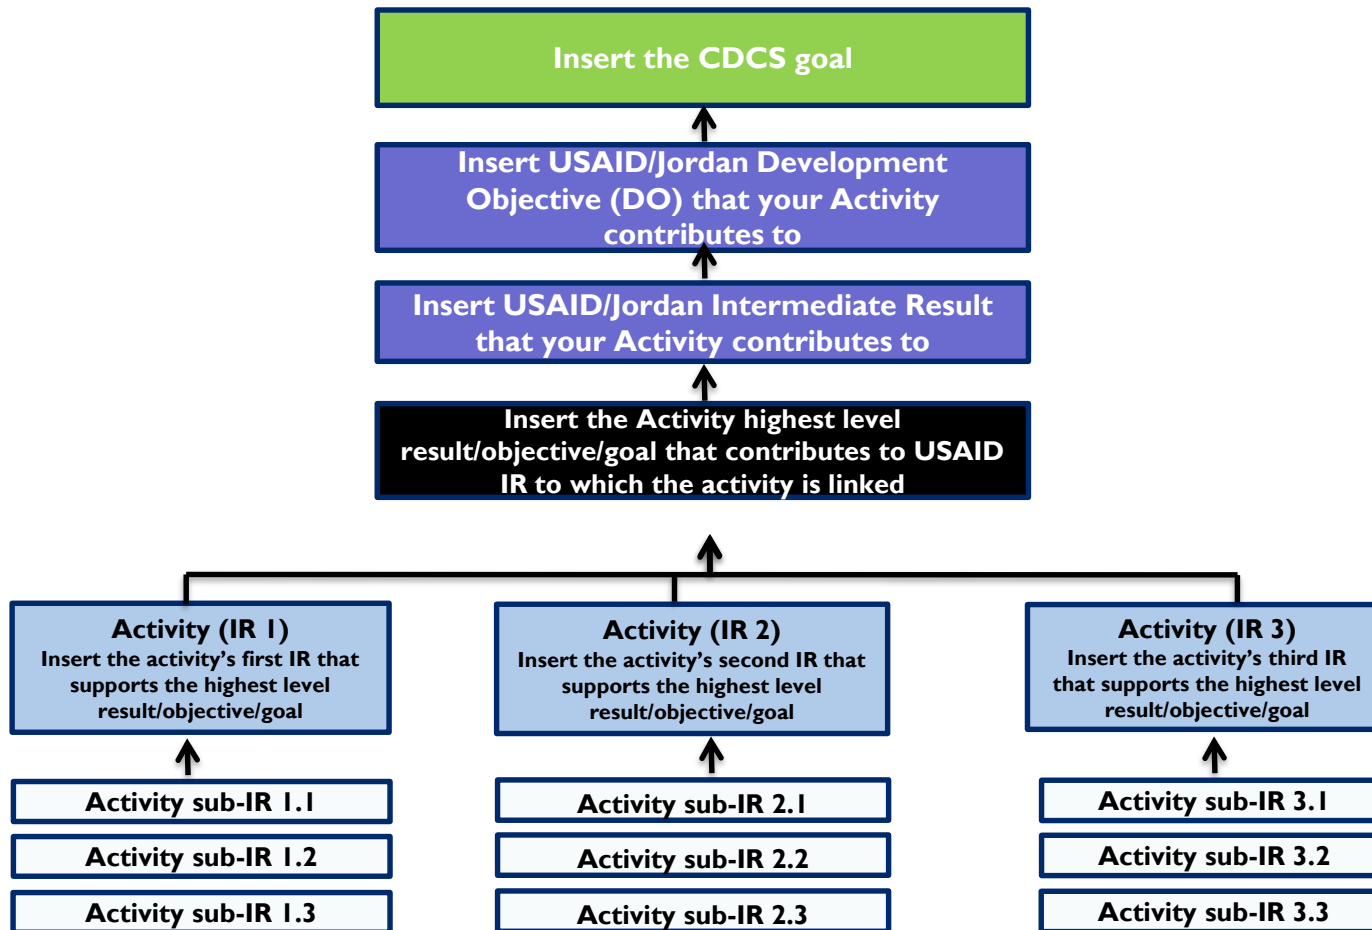 Insert the CDCS goal
Insert USAID/Jordan Development
Objective (DO) that your Activity
contributes to
Insert USAID/Jordan Intermediate Result
that your Activity contributes to
Insert the Activity highest level
result/objective/goal that contributes to USAID
IR to which the activity is linked
Activity (IR 1)
Insert the activity’s first IR that
supports the highest level
result/objective/goal
Activity (IR 2)
Insert the activity’s second IR that
supports the highest level
result/objective/goal
Activity (IR 3)
Insert the activity’s third IR
that supports the highest level
result/objective/goal
Activity sub-IR 1.1
Activity sub-IR 2.1
Activity sub-IR 3.1
Activity sub-IR 1.2
Activity sub-IR 2.2
Activity sub-IR 3.2
Activity sub-IR 1.3
Activity sub-IR 2.3
Activity sub-IR 3.3